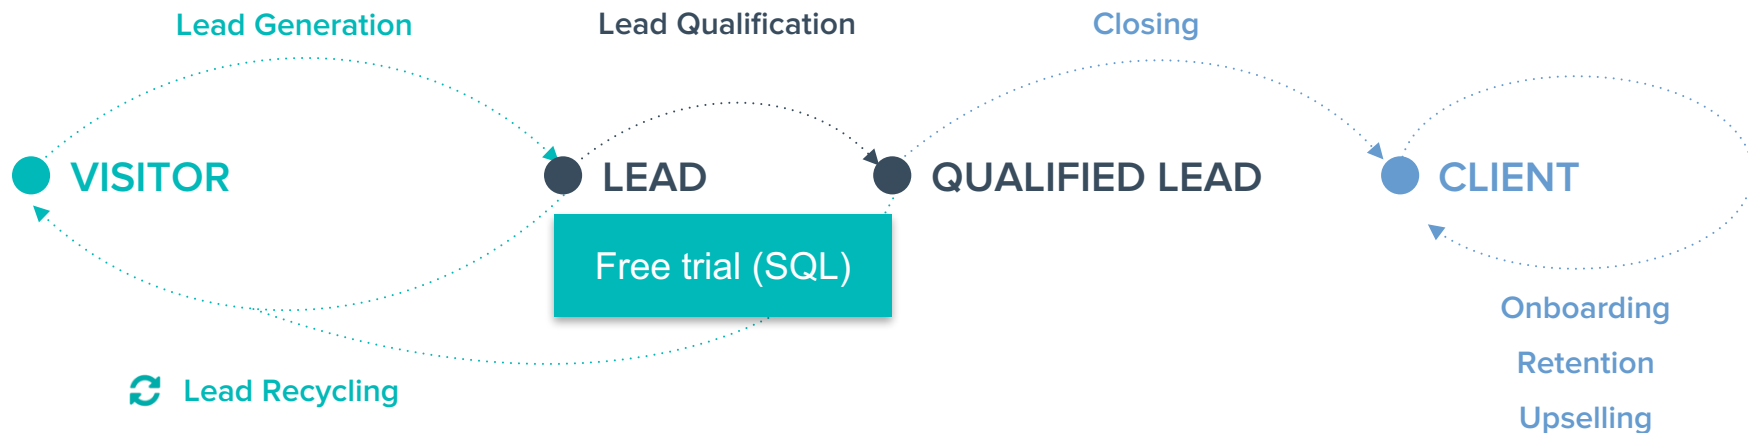 Lead Generation
Lead Qualification
Closing
VISITOR
LEAD
QUALIFIED LEAD
CLIENT
Free trial (SQL)
Onboarding
Retention
Upselling
Lead Recycling